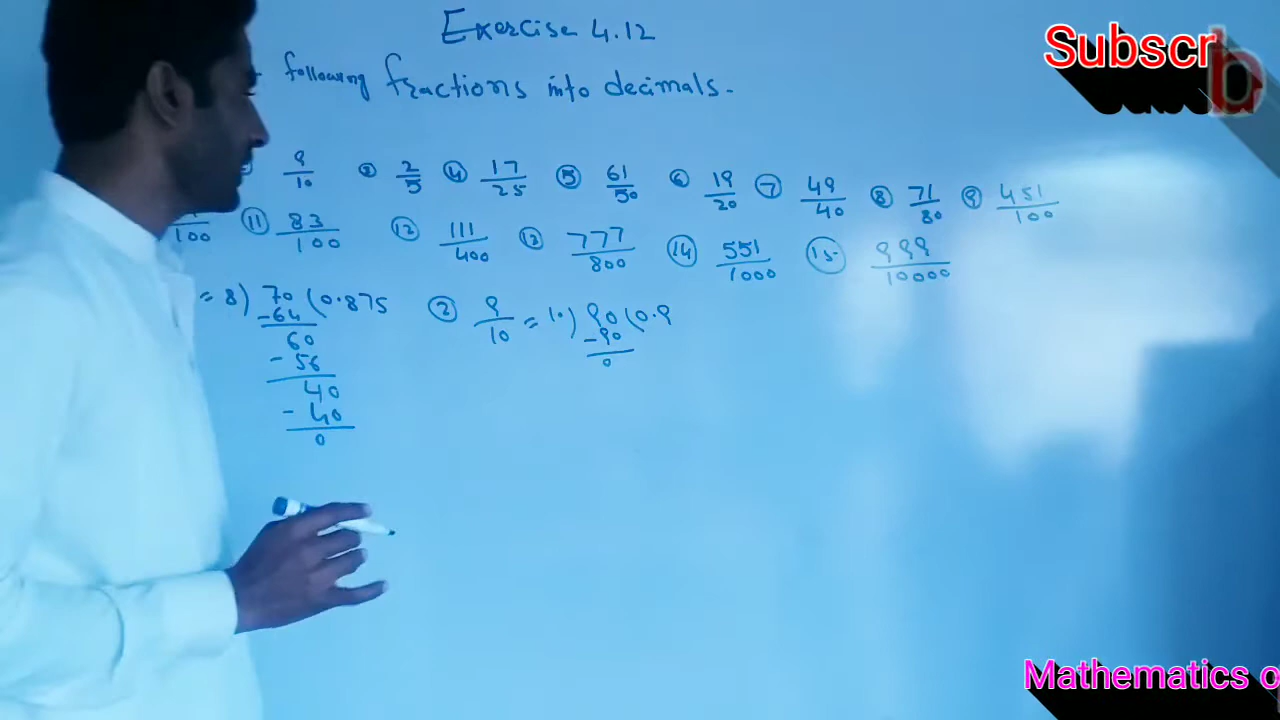 Exercise 4.12
following fractions into decimals.
Subscr b
9/10 ③ 2/5 ④ 17/25 ⑤ 61/50 ⑥ 19/20 ⑦ 49/40 ⑧ 71/80 ⑨ 451/100
/100 ⑪ 83/100 ⑫ 111/400 ⑬ 777/800 ⑭ 551/1000 ⑮ 999/10000
= 8) 70 (0.875
-64
60
-56
40
-40
0
② 9/10 = 10) 90 (0.9
-90
0
Mathematics o